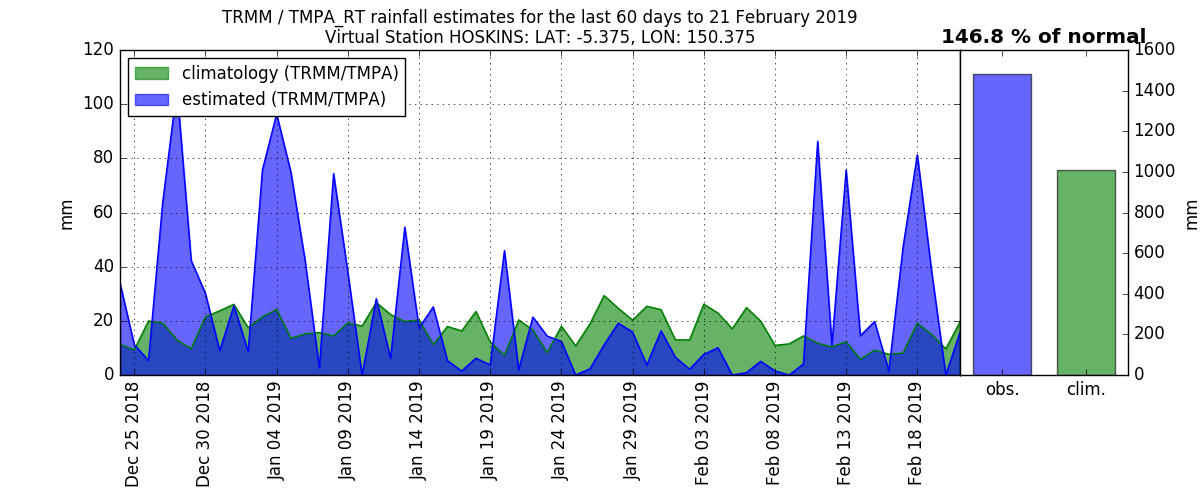 TRMM / TMPA_RT rainfall estimates for the last 60 days to 21 February 2019
Virtual Station HOSKINS: LAT: -5.375, LON: 150.375
146.8 % of normal
climatology (TRMM/TMPA)
estimated (TRMM/TMPA)
120
100
80
60
40
20
0
mm
1600
1400
1200
1000
800
600
400
200
0
mm
Dec 25 2018
Dec 30 2018
Jan 04 2019
Jan 09 2019
Jan 14 2019
Jan 19 2019
Jan 24 2019
Jan 29 2019
Feb 03 2019
Feb 08 2019
Feb 13 2019
Feb 18 2019
obs.
clim.